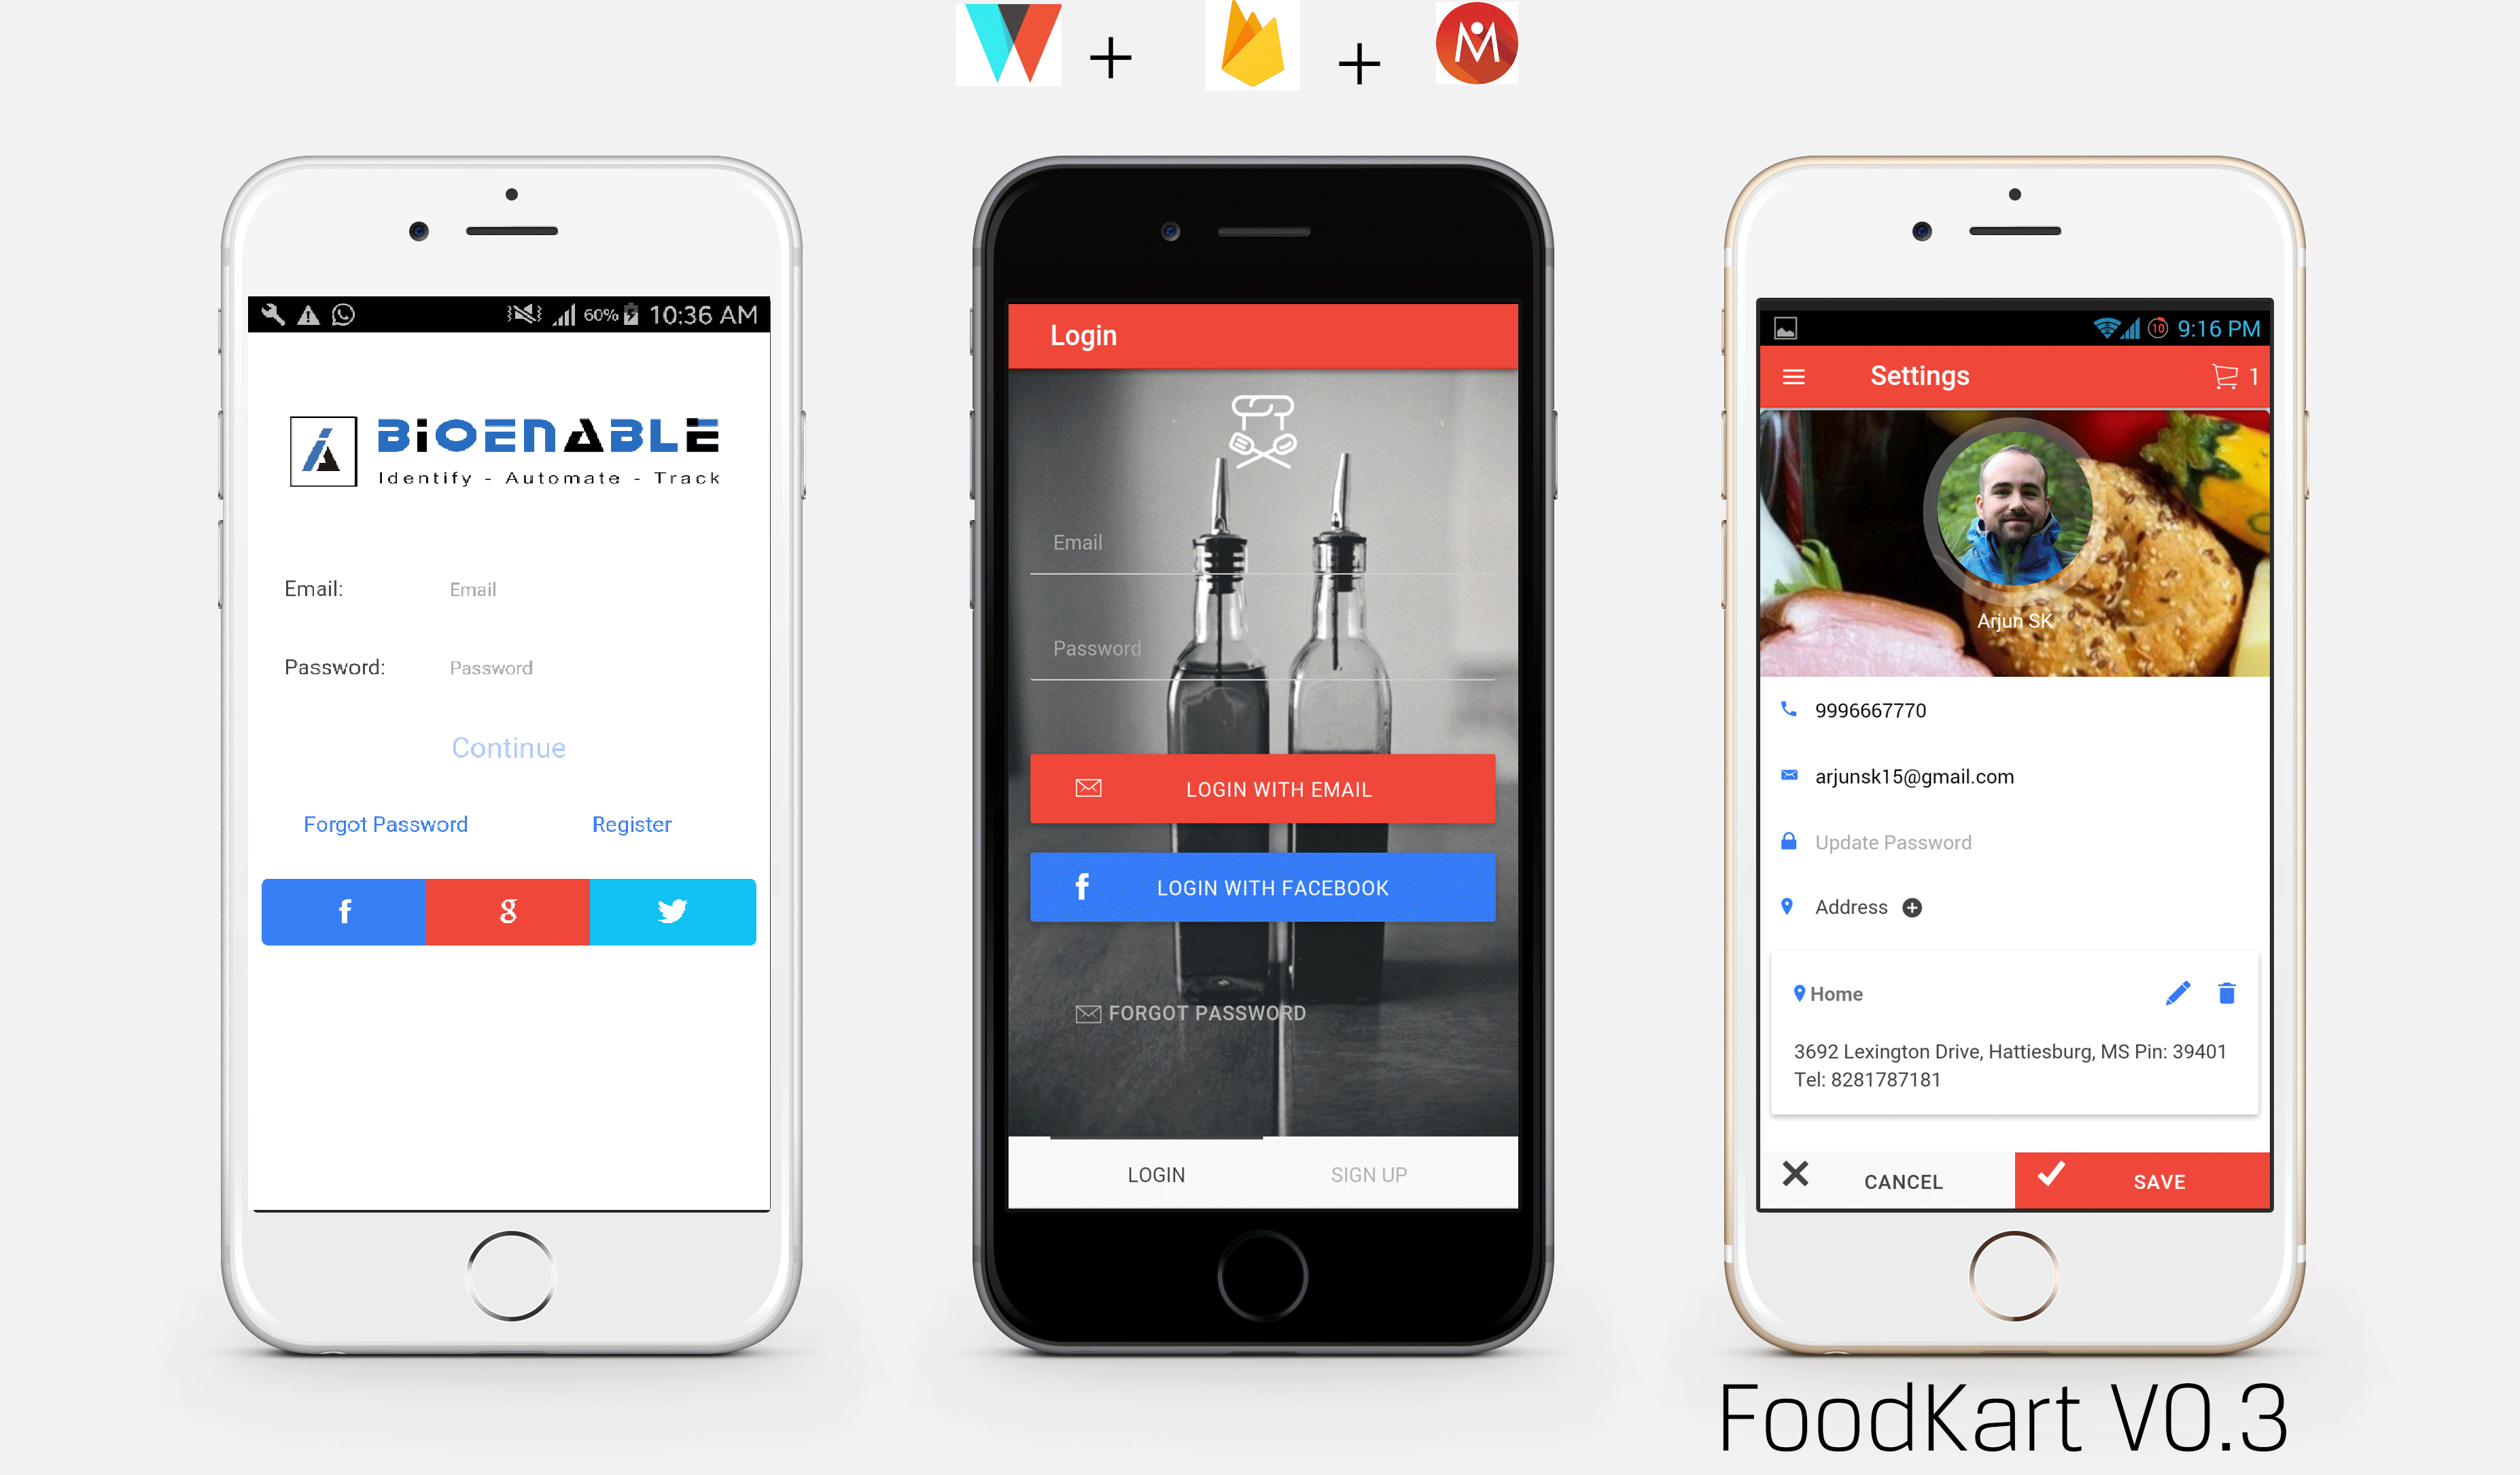 +
+
10:36 AM
60%
BiOENABLE
Identify - Automate - Track
Email:
Email
Password:
Password
Continue
Forgot Password
Register
f
g
Login
Email
Password
LOGIN WITH EMAIL
f
LOGIN WITH FACEBOOK
FORGOT PASSWORD
LOGIN
SIGN UP
10
9:16 PM
Settings
1
Arjun SK
9996667770
arjunsk15@gmail.com
Update Password
Address
Home
3692 Lexington Drive, Hattiesburg, MS Pin: 39401
Tel: 8281787181
CANCEL
SAVE
FoodKart V0.3